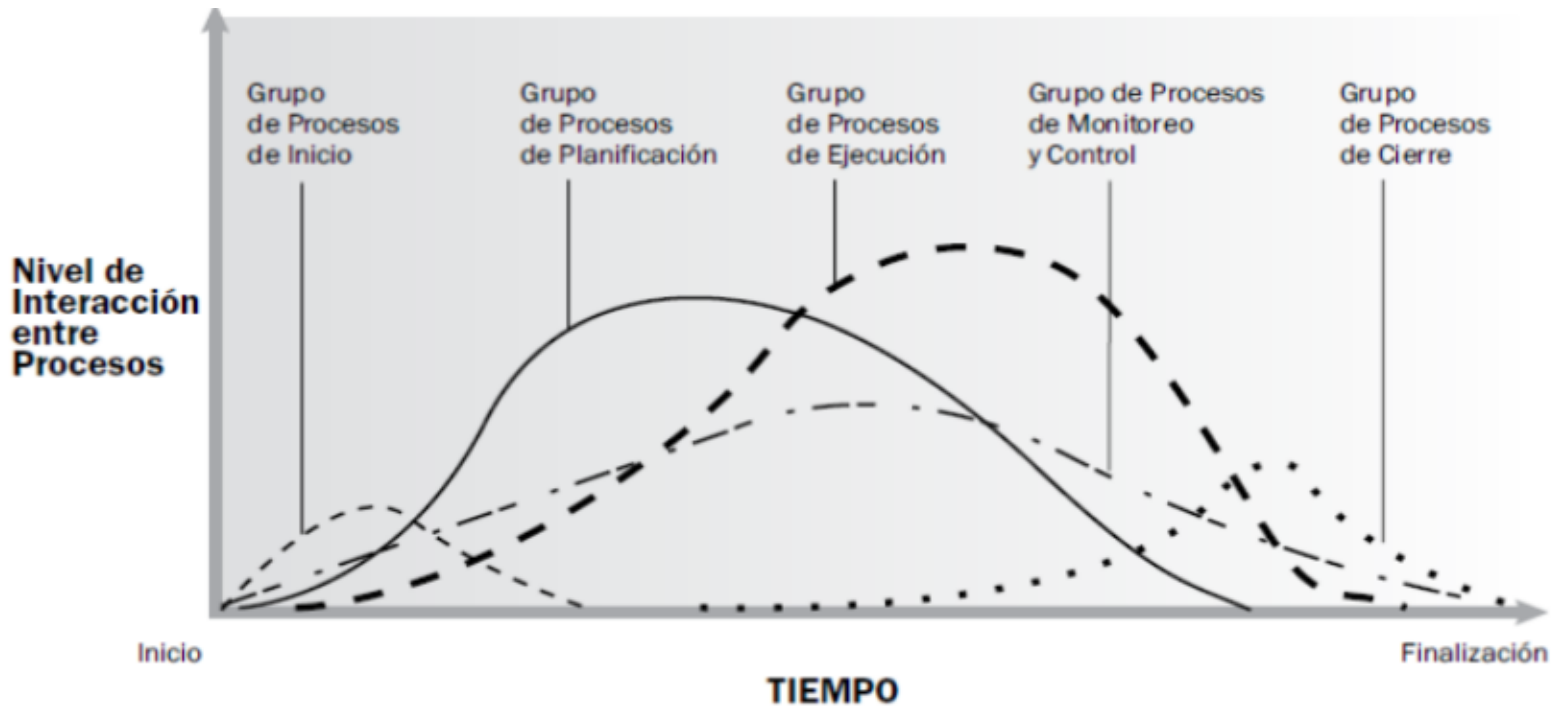 Grupo
de Procesos
de Inicio
Grupo
de Procesos
de Planificación
Grupo
de Procesos
de Ejecución
Grupo de Procesos
de Monitoreo
y Control
Grupo
de Procesos
de Cierre
Nivel de
Interacción
entre
Procesos
Inicio
Finalización
TIEMPO